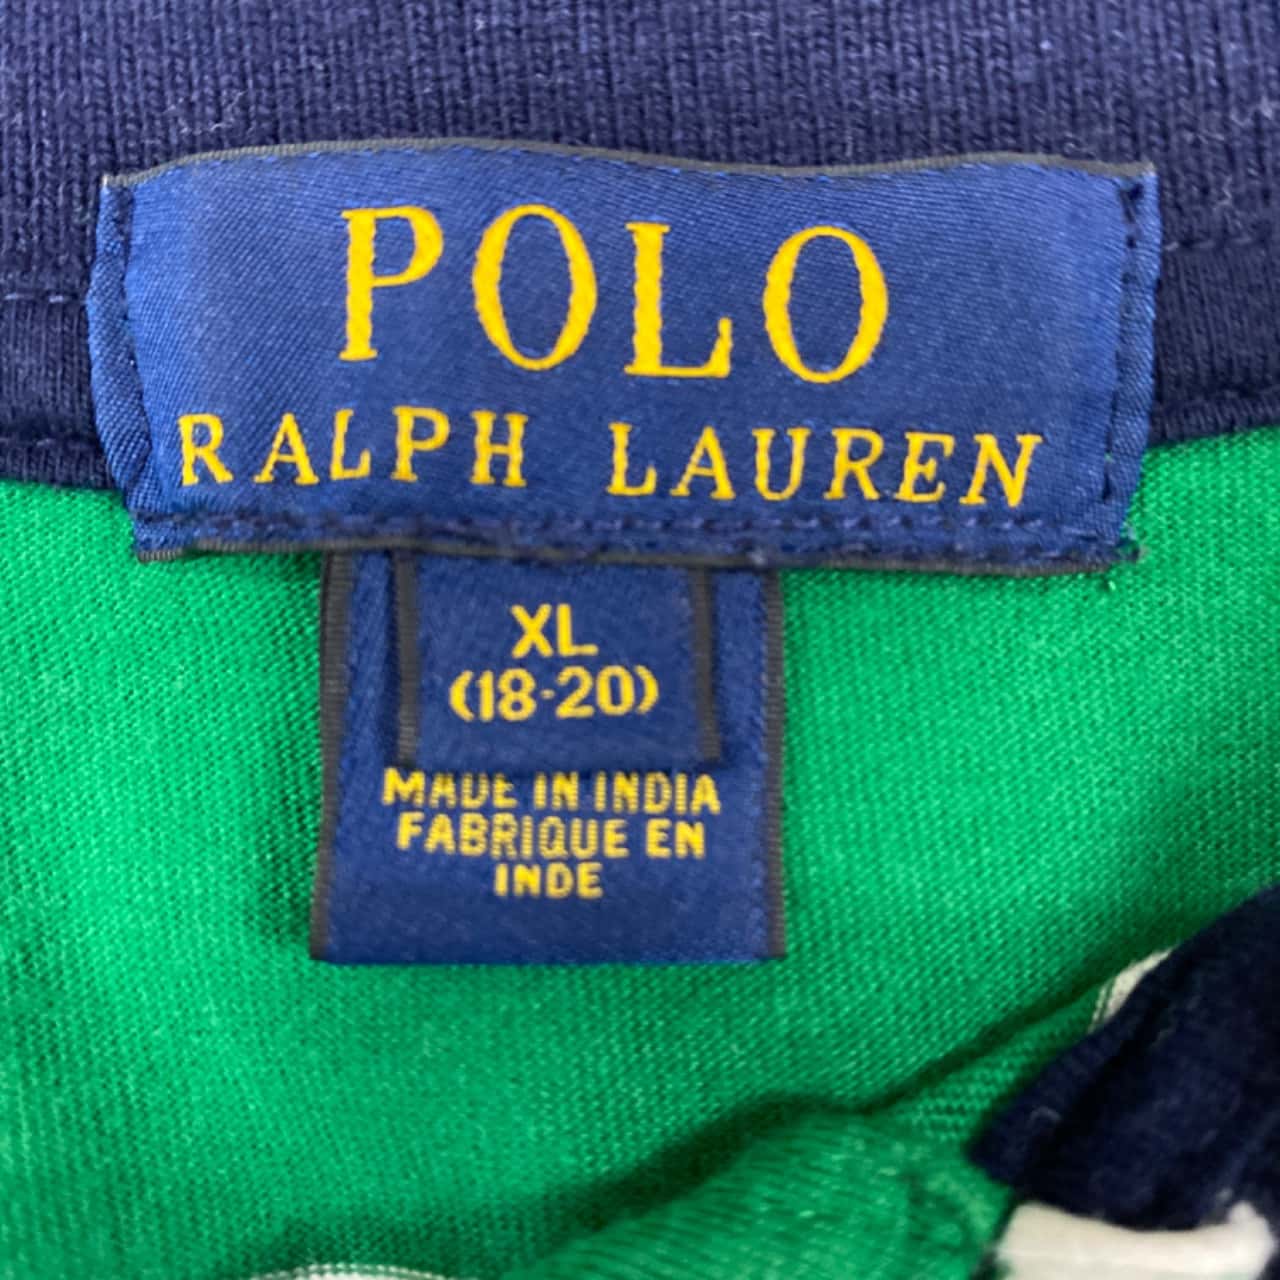 POLO
RALPH LAUREN
XL
(18-20)
MADE IN INDIA
FABRIQUE EN
INDE